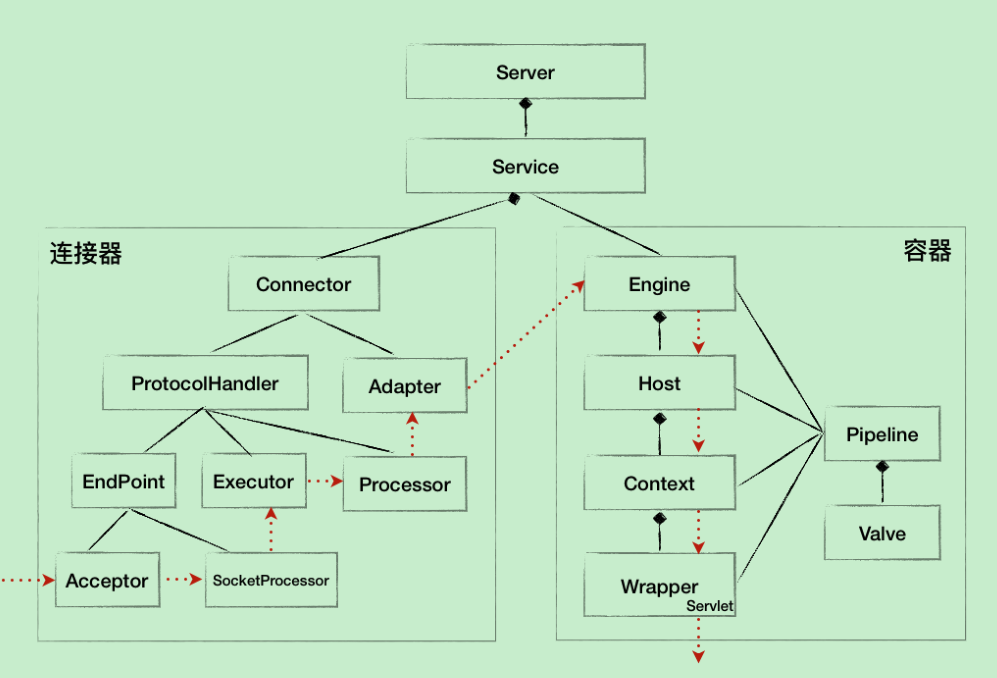 Server
Service
连接器
容器
Connector
Engine
ProtocolHandler
Adapter
Host
Pipeline
EndPoint
Executor
Processor
Context
Valve
Acceptor
SocketProcessor
Wrapper
Servlet